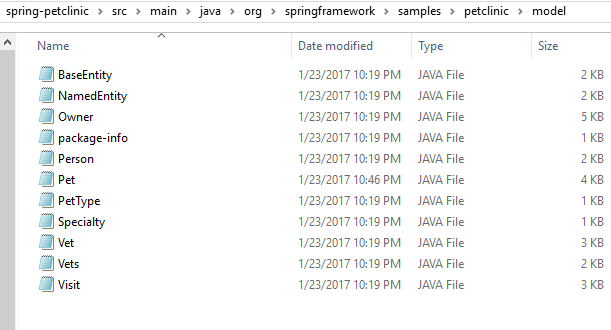 spring-petclinic > src > main > java > org > springframework > samples > petclinic > model
Name Date modified Type Size
BaseEntity 1/23/2017 10:19 PM JAVA File 2 KB
NamedEntity 1/23/2017 10:19 PM JAVA File 2 KB
Owner 1/23/2017 10:19 PM JAVA File 5 KB
package-info 1/23/2017 10:19 PM JAVA File 1 KB
Person 1/23/2017 10:19 PM JAVA File 2 KB
Pet 1/23/2017 10:46 PM JAVA File 4 KB
PetType 1/23/2017 10:19 PM JAVA File 1 KB
Specialty 1/23/2017 10:19 PM JAVA File 1 KB
Vet 1/23/2017 10:19 PM JAVA File 3 KB
Vets 1/23/2017 10:19 PM JAVA File 2 KB
Visit 1/23/2017 10:19 PM JAVA File 3 KB